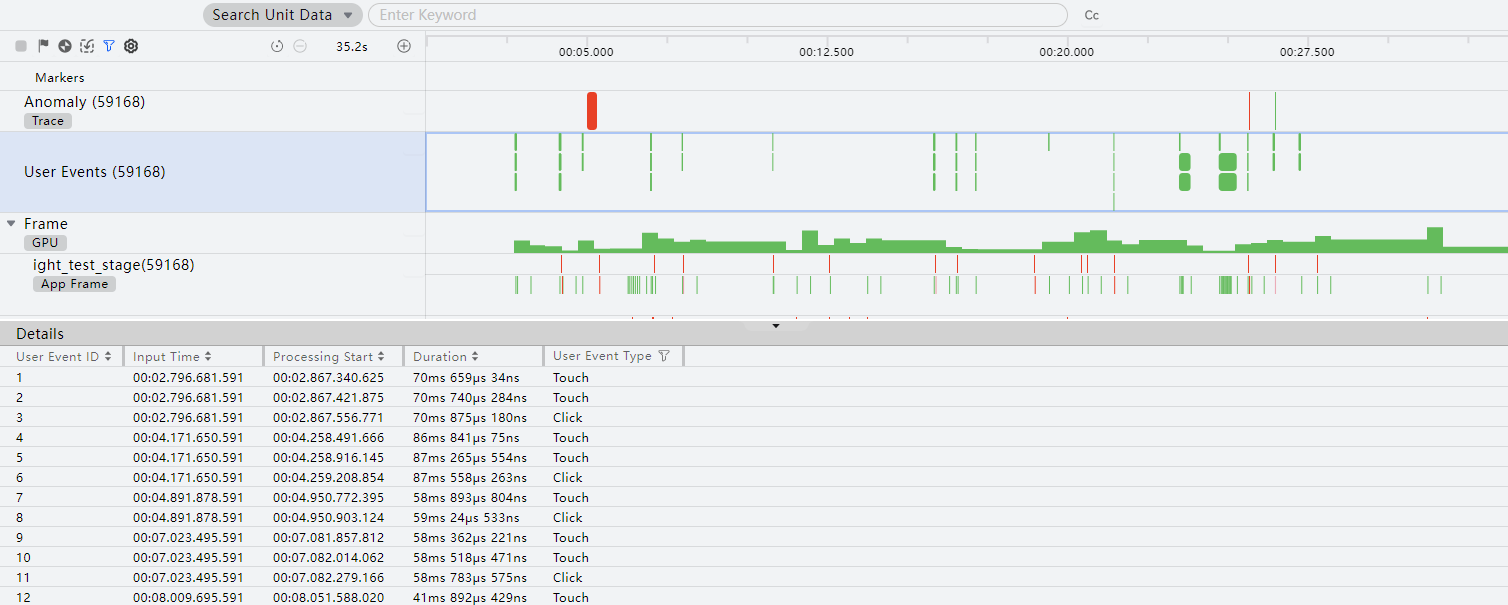 Search Unit Data Enter Keyword Cc
35.2s 00:05.000 00:12.500 00:20.000 00:27.500
Markers
Anomaly (59168)
Trace
User Events (59168)
Frame
GPU
ight_test_stage(59168)
App Frame
Details
User Event ID Input Time Processing Start Duration User Event Type
1 00:02.796.681.591 00:02.867.340.625 70ms 659μs 34ns Touch
2 00:02.796.681.591 00:02.867.421.875 70ms 740μs 284ns Touch
3 00:02.796.681.591 00:02.867.556.771 70ms 875μs 180ns Click
4 00:04.171.650.591 00:04.258.491.666 86ms 841μs 75ns Touch
5 00:04.171.650.591 00:04.258.916.145 87ms 265μs 554ns Touch
6 00:04.171.650.591 00:04.259.208.854 87ms 558μs 263ns Click
7 00:04.891.878.591 00:04.950.772.395 58ms 893μs 804ns Touch
8 00:04.891.878.591 00:04.950.903.124 59ms 24μs 533ns Click
9 00:07.023.495.591 00:07.081.857.812 58ms 362μs 221ns Touch
10 00:07.023.495.591 00:07.082.014.062 58ms 518μs 471ns Touch
11 00:07.023.495.591 00:07.082.279.166 58ms 783μs 575ns Click
12 00:08.009.695.591 00:08.051.588.020 41ms 892μs 429ns Touch